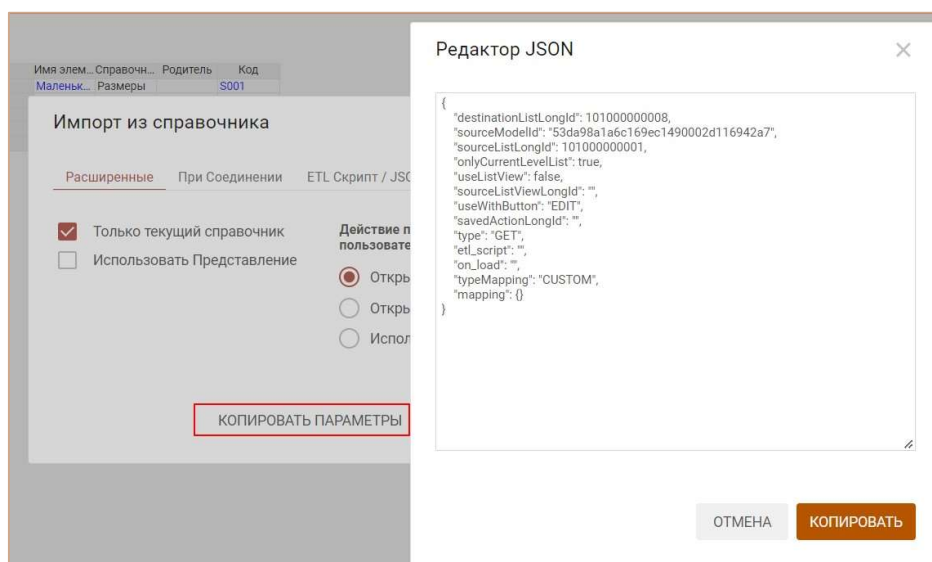 Имя элем... Справочн... Родитель Код
Маленьк... Размеры S001
Импорт из справочника
Расширенные При Соединении ETL Скрипт / JSO
Только текущий справочник
Использовать Представление
Действие п
пользовате
Откры
Откры
Испол
КОПИРОВАТЬ ПАРАМЕТРЫ
Редактор JSON
{
"destinationListLongId": 101000000008,
"sourceModelId": "53da98a1a6c169ec1490002d116942a7",
"sourceListLongId": 101000000001,
"onlyCurrentLevelList": true,
"useListView": false,
"sourceListViewLongId": "",
"useWithButton": "EDIT",
"savedActionLongId": "",
"type": "GET",
"etl_script": "",
"on_load": "",
"typeMapping": "CUSTOM",
"mapping": {}
}
ОТМЕНА КОПИРОВАТЬ